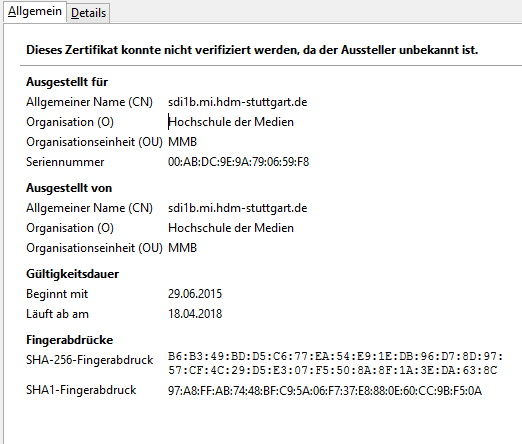 Allgemein Details
Dieses Zertifikat konnte nicht verifiziert werden, da der Aussteller unbekannt ist.
Ausgestellt für
Allgemeiner Name (CN) sdi1b.mi.hdm-stuttgart.de
Organisation (O) Hochschule der Medien
Organisationseinheit (OU) MMB
Seriennummer 00:AB:DC:9E:9A:79:06:59:F8
Ausgestellt von
Allgemeiner Name (CN) sdi1b.mi.hdm-stuttgart.de
Organisation (O) Hochschule der Medien
Organisationseinheit (OU) MMB
Gültigkeitsdauer
Beginnt mit 29.06.2015
Läuft ab am 18.04.2018
Fingerabdrücke
SHA-256-Fingerabdruck B6:B3:49:BD:D5:C6:77:EA:54:E9:1E:DB:96:D7:8D:97:
57:CF:4C:29:D5:E3:07:F5:50:8A:8F:1A:3E:DA:63:8C
SHA1-Fingerabdruck 97:A8:FF:AB:74:48:BF:C9:5A:06:F7:37:E8:88:0E:60:CC:9B:F5:0A